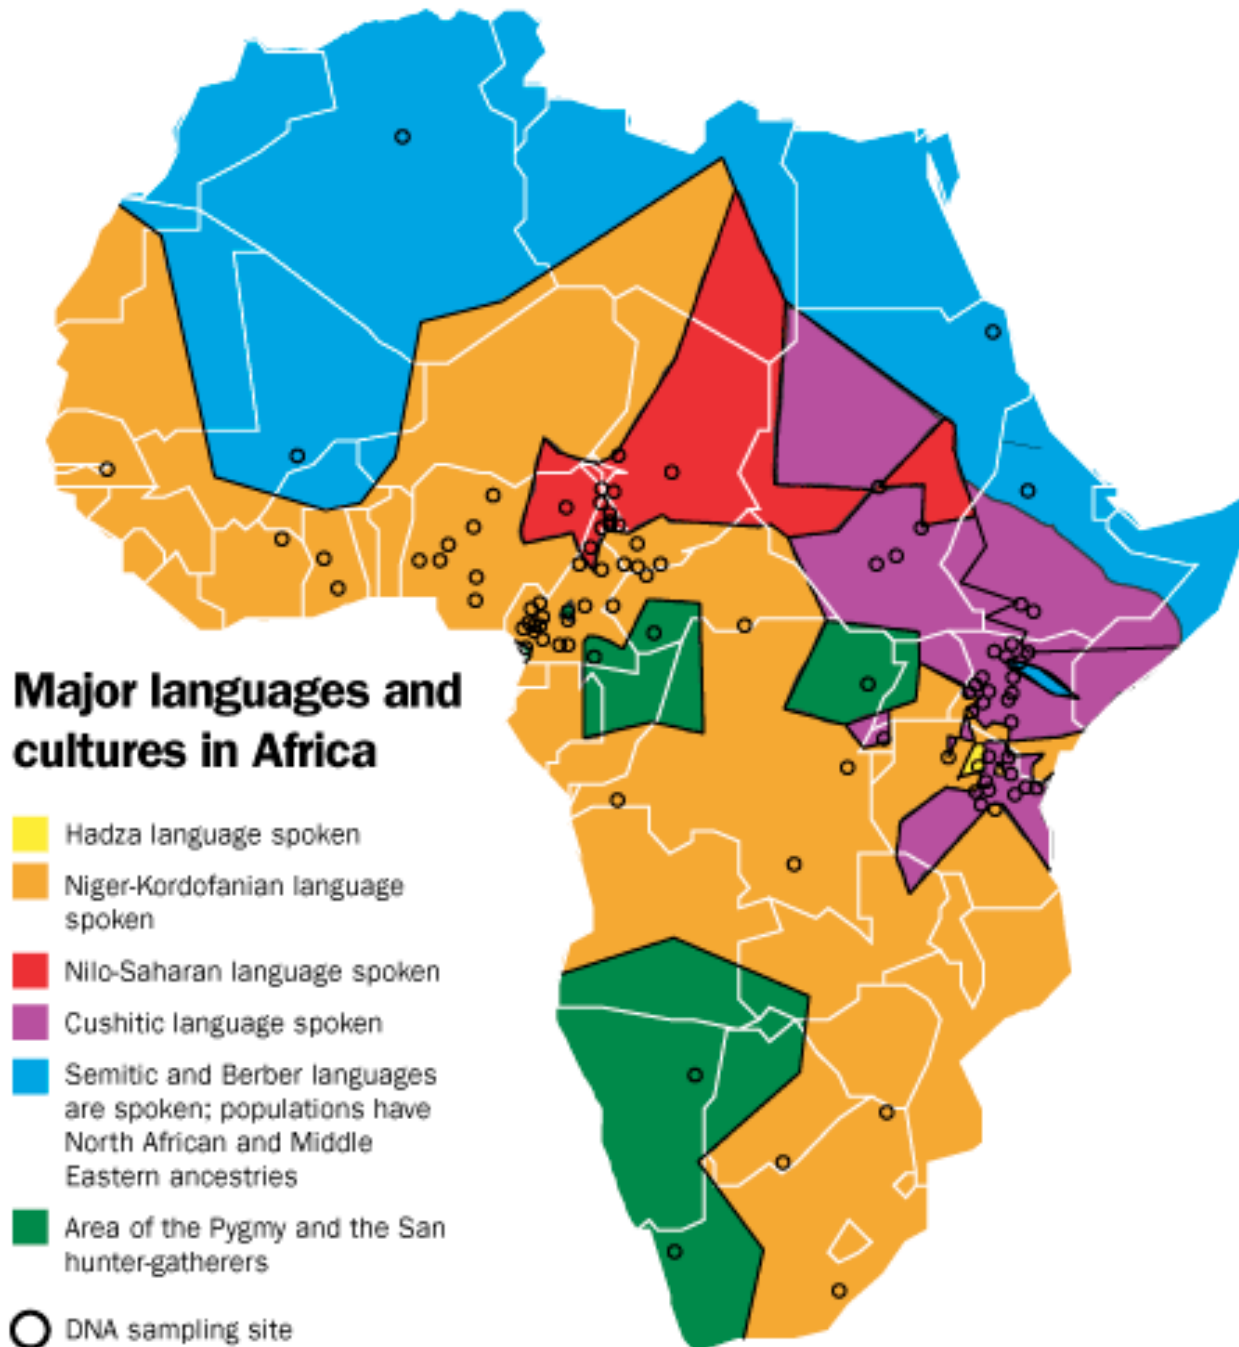 Major languages and
cultures in Africa
Hadza language spoken
Niger-Kordofanian language
spoken
Nilo-Saharan language spoken
Cushitic language spoken
Semitic and Berber languages
are spoken; populations have
North African and Middle
Eastern ancestries
Area of the Pygmy and the San
hunter-gatherers
DNA sampling site